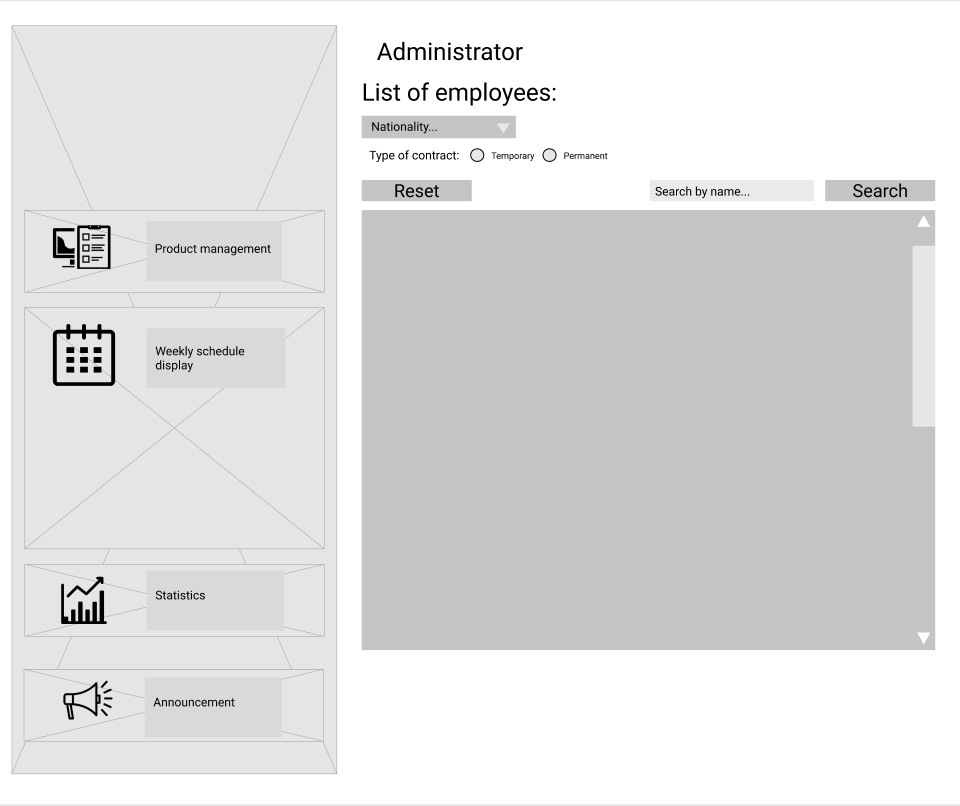 Administrator
List of employees:
Nationality...
Type of contract: Temporary Permanent
Reset
Search by name...
Search
Product management
Weekly schedule
display
Statistics
Announcement